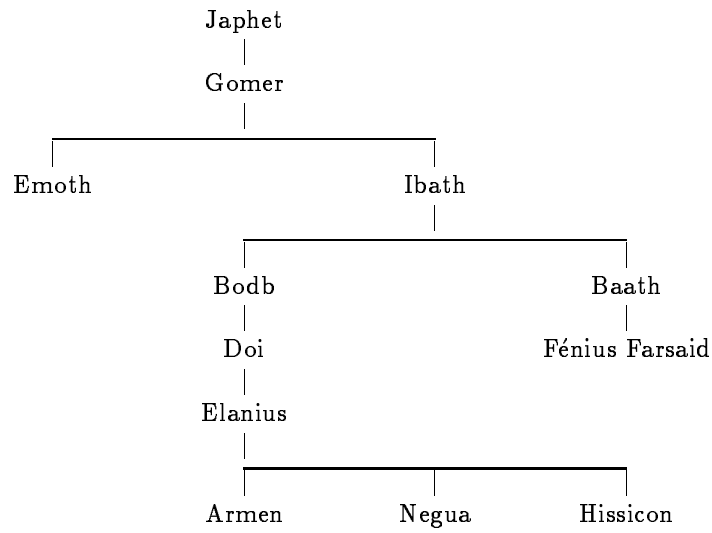 Japhet
Gomer
Emoth Ibath
Bodb Baath
Doi Fénius Farsaid
Elanius
Armen Negua Hissicon